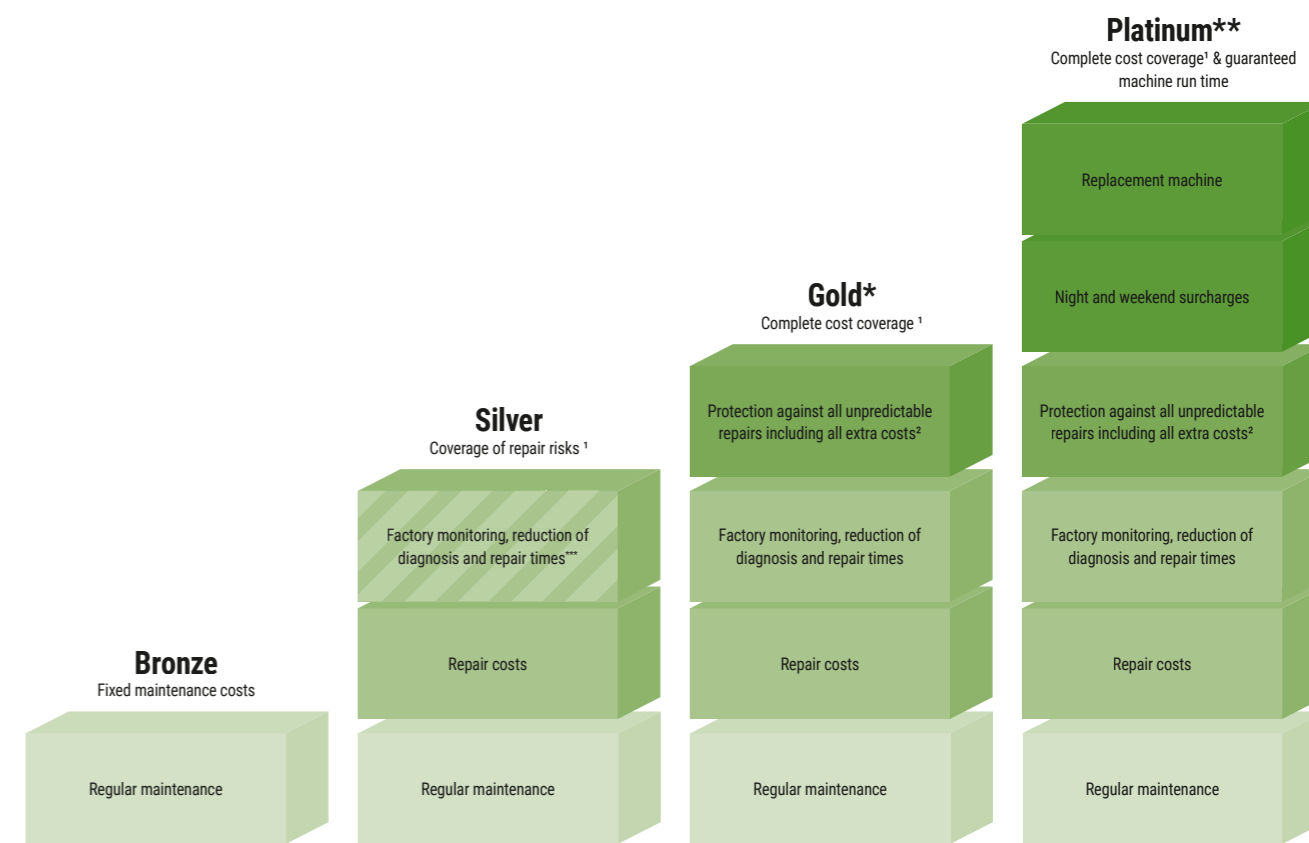 Platinum**
Complete cost coverage¹ & guaranteed
machine run time
Replacement machine
Night and weekend surcharges
Protection against all unpredictable
repairs including all extra costs²
Factory monitoring, reduction of
diagnosis and repair times
Repair costs
Regular maintenance
Gold*
Complete cost coverage ¹
Protection against all unpredictable
repairs including all extra costs²
Factory monitoring, reduction of
diagnosis and repair times
Repair costs
Regular maintenance
Silver
Coverage of repair risks ¹
Factory monitoring, reduction of
diagnosis and repair times***
Repair costs
Regular maintenance
Bronze
Fixed maintenance costs
Regular maintenance